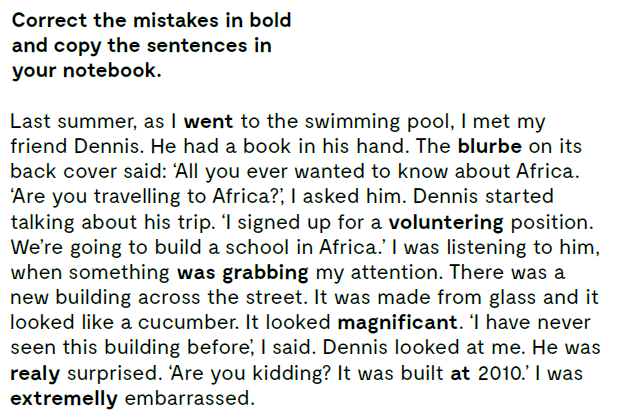 Correct the mistakes in bold
and copy the sentences in
your notebook.
Last summer, as I went to the swimming pool, I met my
friend Dennis. He had a book in his hand. The blurbe on its
back cover said: ‘All you ever wanted to know about Africa.
‘Are you travelling to Africa?’, I asked him. Dennis started
talking about his trip. ‘I signed up for a voluntering position.
We’re going to build a school in Africa.’ I was listening to him,
when something was grabbing my attention. There was a
new building across the street. It was made from glass and it
looked like a cucumber. It looked magnificant. ‘I have never
seen this building before’, I said. Dennis looked at me. He was
realy surprised. ‘Are you kidding? It was built at 2010.’ I was
extremelly embarrassed.